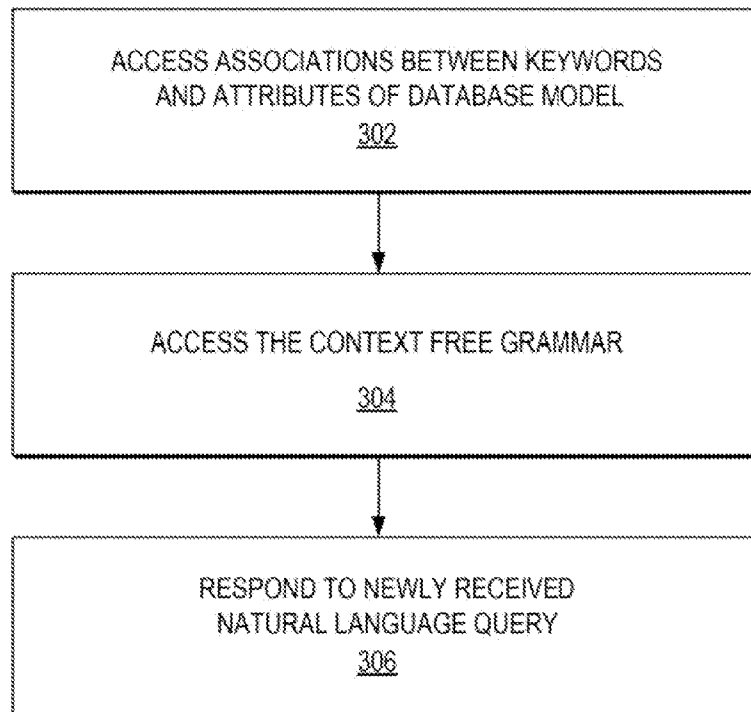 ACCESS ASSOCIATIONS BETWEEN KEYWORDS
AND ATTRIBUTES OF DATABASE MODEL
302
ACCESS THE CONTEXT FREE GRAMMAR
304
RESPOND TO NEWLY RECEIVED
NATURAL LANGUAGE QUERY
306